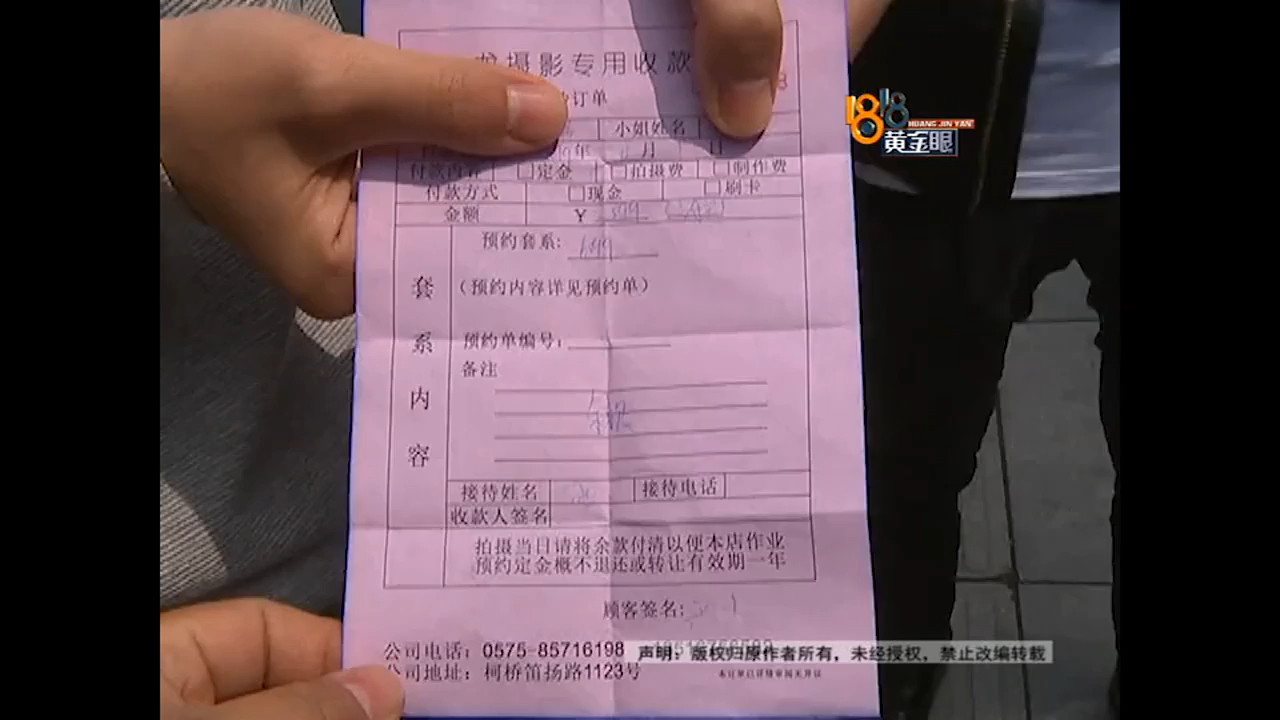 摄影专用收款
订单
小姐姓名
年 月 日
付款内容 □定金 □拍摄费 □制作费
付款方式 □现金 □刷卡
金额 ¥
预约套系:
套系内容
(预约内容详见预约单)
预约单编号:
备注
接待姓名 接待电话
收款人签名
拍摄当日请将余款付清以便本店作业
预约定金概不退还或转让有效期一年
顾客签名:
公司电话: 0575-85716198
公司地址: 柯桥笛扬路1123号
1818
HUANG JIN YAN
黄金眼
声明:版权归原作者所有,未经授权,禁止改编转载